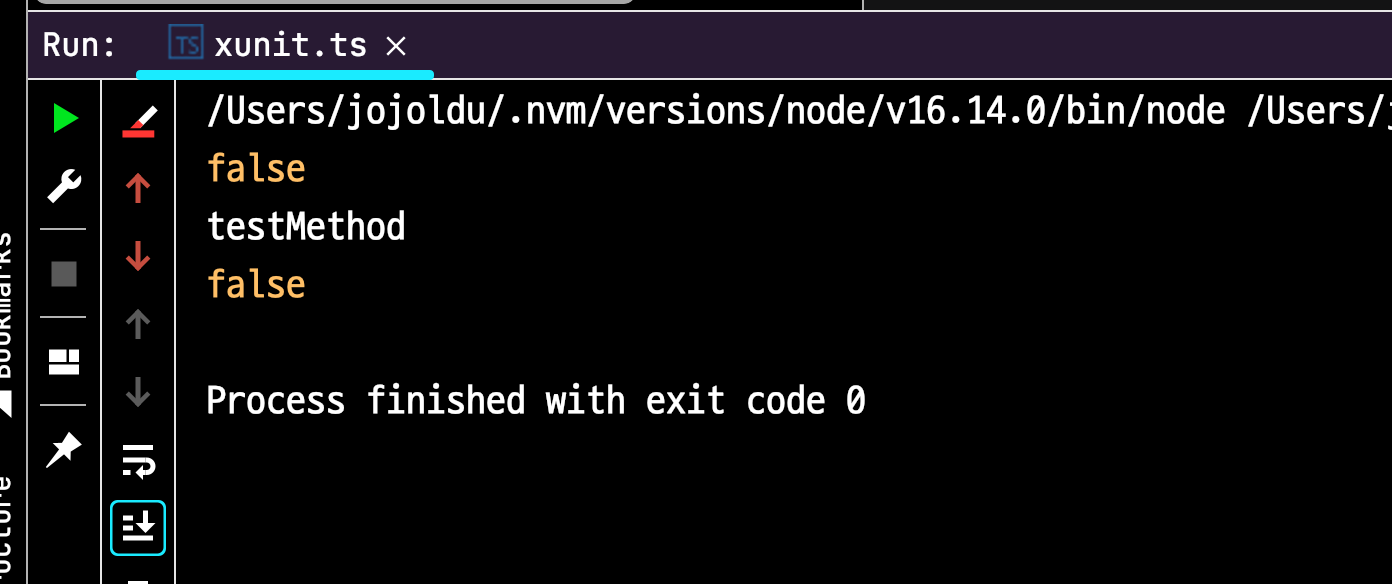 Run: TS xunit.ts ×
/Users/jojoldu/.nvm/versions/node/v16.14.0/bin/node /Users/
false
testMethod
false
Process finished with exit code 0
Bookmarks